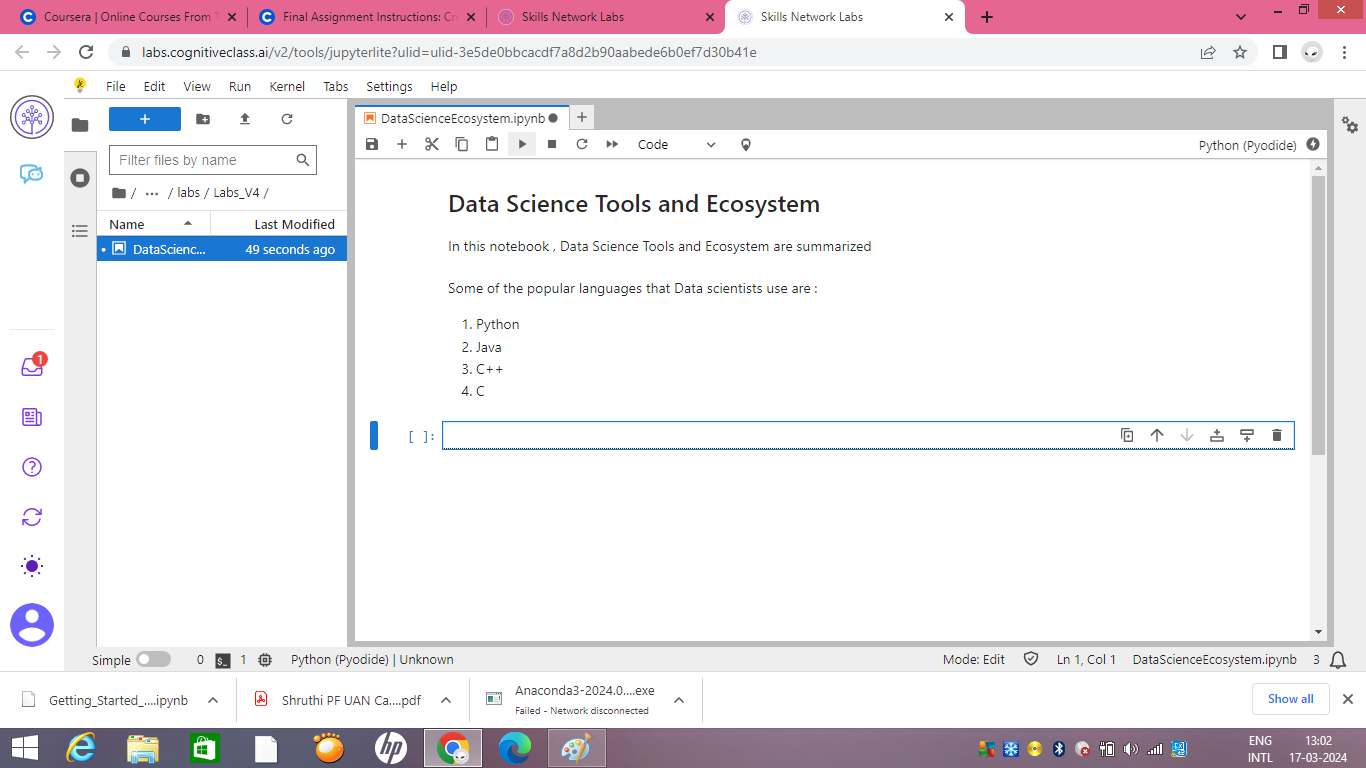 Coursera | Online Courses From
Final Assignment Instructions: Cr
Skills Network Labs
Skills Network Labs
labs.cognitiveclass.ai/v2/tools/jupyterlite?ulid=ulid-3e5de0bbcacdf7a8d2b90aabede6b0ef7d30b41e
File Edit View Run Kernel Tabs Settings Help
DataScienceEcosystem.ipynb
Code
Python (Pyodide)
Filter files by name
/ ... / labs / Labs_V4 /
Name Last Modified
DataScienc... 49 seconds ago
Data Science Tools and Ecosystem
In this notebook , Data Science Tools and Ecosystem are summarized
Some of the popular languages that Data scientists use are :
1. Python
2. Java
3. C++
4. C
[ ]:
1
Simple 0 $_ 1 Python (Pyodide) | Unknown Mode: Edit Ln 1, Col 1 DataScienceEcosystem.ipynb 3
Getting_Started_....ipynb
Shruthi PF UAN Ca....pdf
Anaconda3-2024.0....exe
Failed - Network disconnected
Show all
hp
ENG 13:02
INTL 17-03-2024